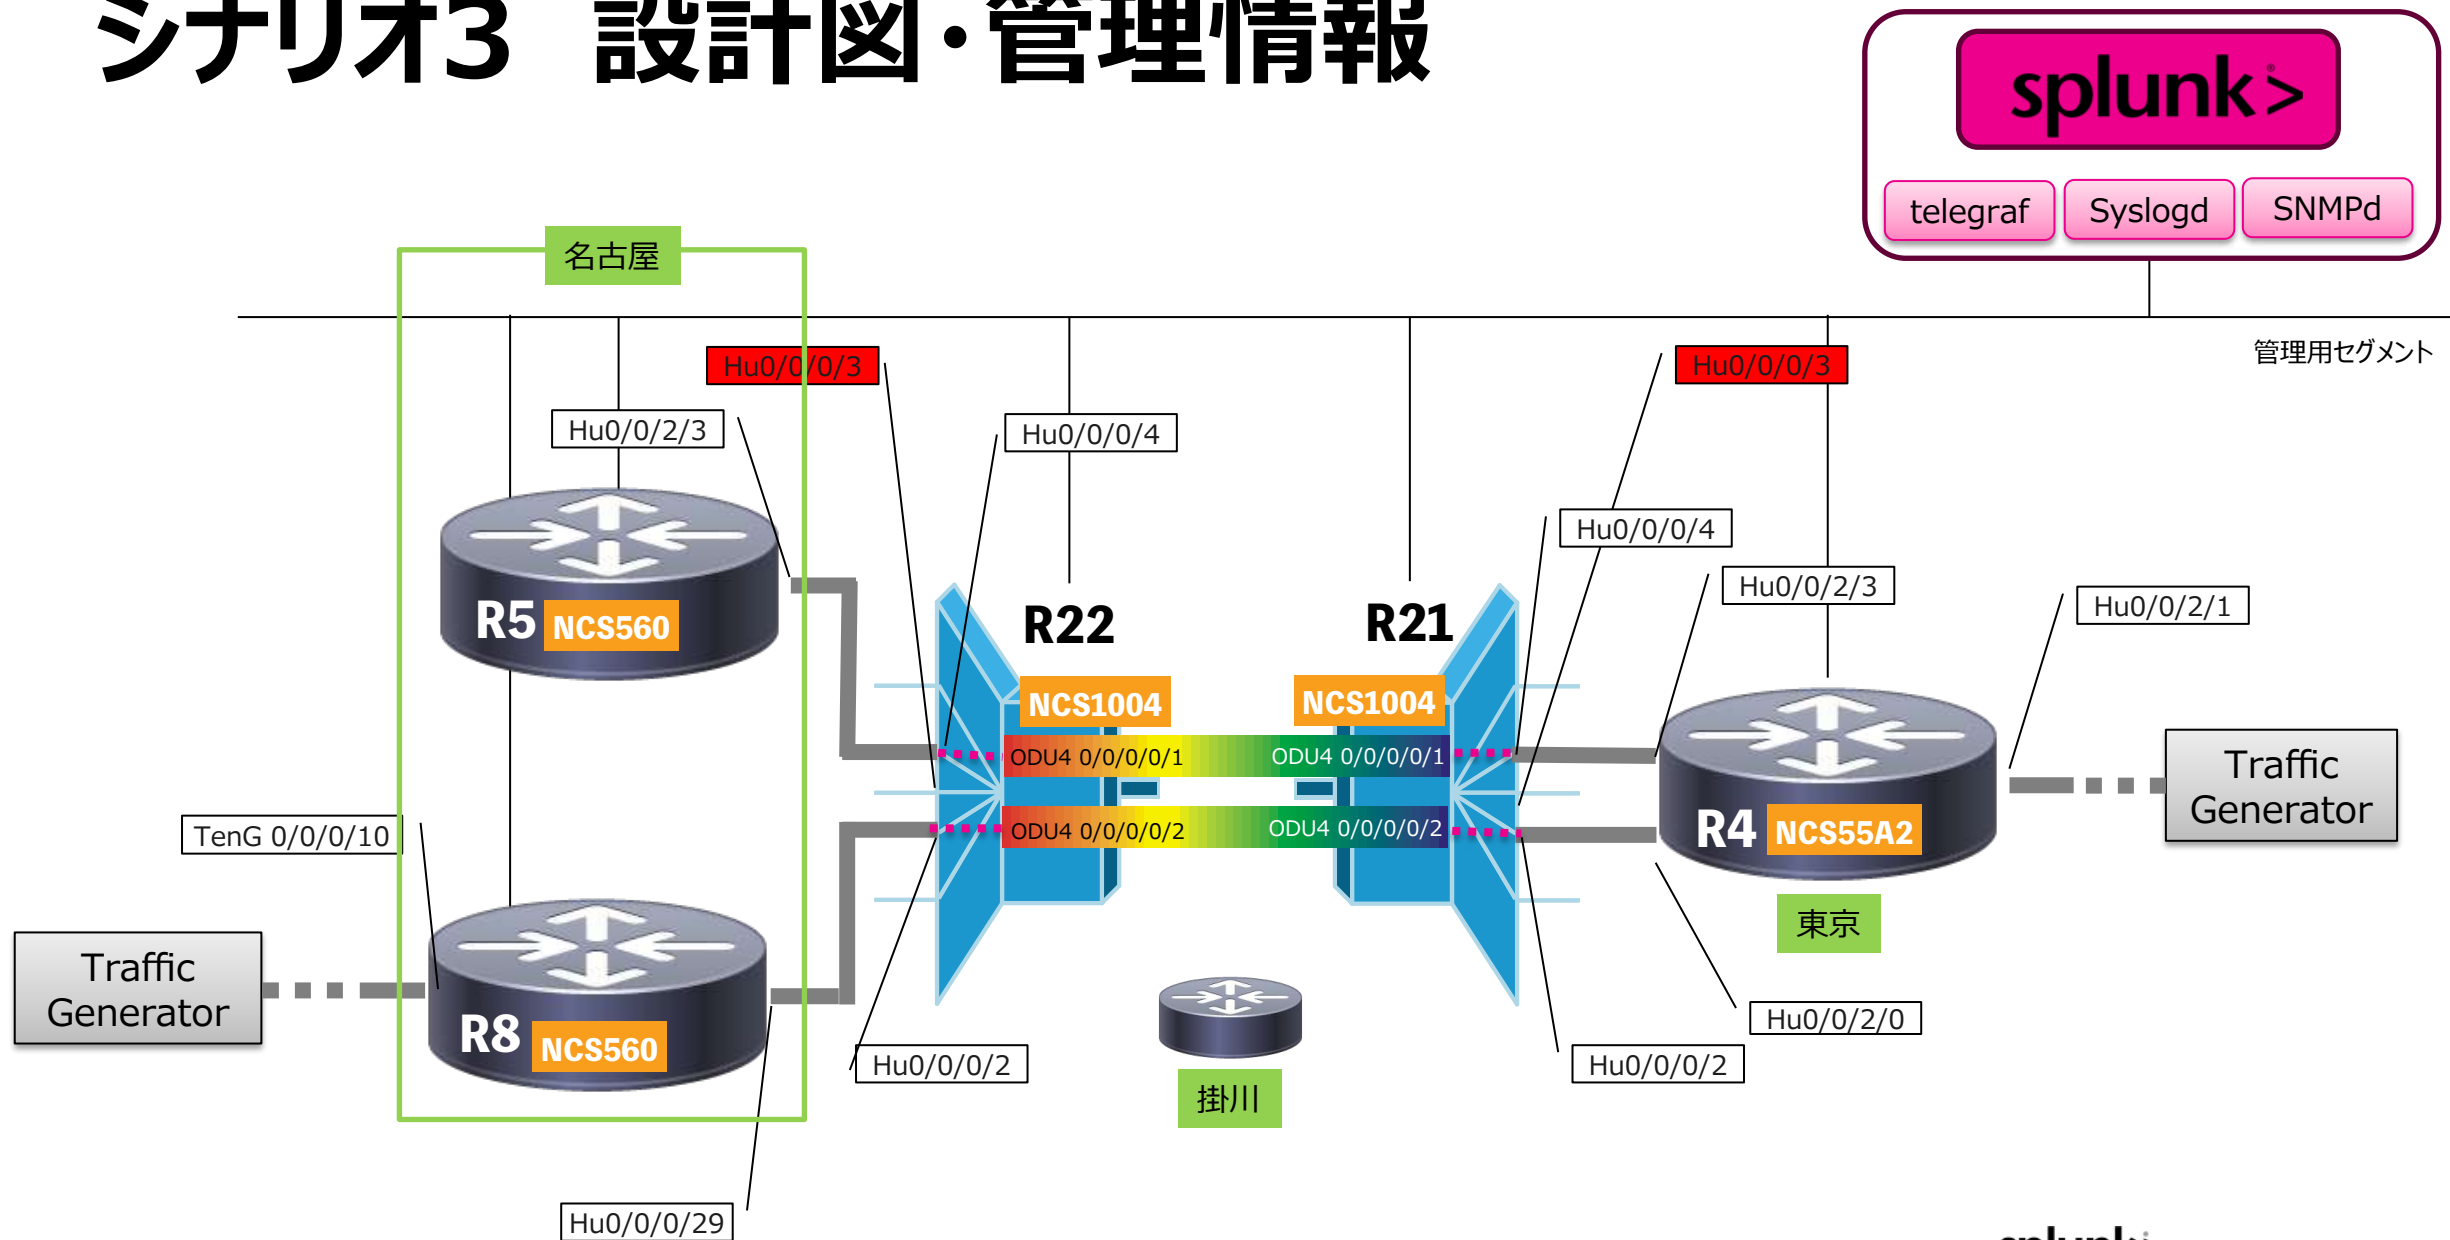 シナリオ3 設計図・管理情報
splunk>
telegraf
Syslogd
SNMPd
名古屋
管理用セグメント
Hu0/0/0/3
Hu0/0/0/3
Hu0/0/2/3
Hu0/0/0/4
Hu0/0/0/4
Hu0/0/2/3
Hu0/0/2/1
R5 NCS560
R22
R21
NCS1004
NCS1004
ODU4 0/0/0/0/1
ODU4 0/0/0/0/1
Traffic
Generator
TenG 0/0/0/10
ODU4 0/0/0/0/2
ODU4 0/0/0/0/2
R4 NCS55A2
東京
Traffic
Generator
R8 NCS560
Hu0/0/0/2
Hu0/0/0/2
Hu0/0/2/0
掛川
Hu0/0/0/29
splunk>